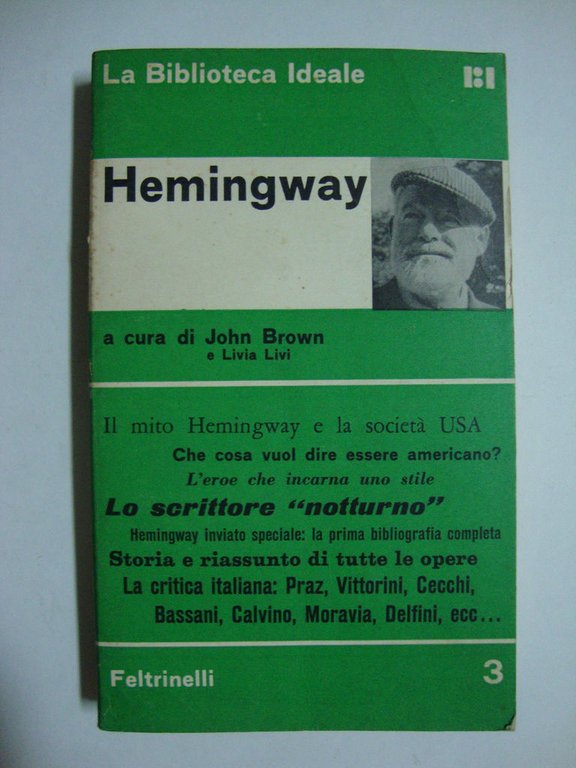 La Biblioteca Ideale
BI
Hemingway
a cura di John Brown
e Livia Livi
Il mito Hemingway e la società USA
Che cosa vuol dire essere americano?
L'eroe che incarna uno stile
Lo scrittore "notturno"
Hemingway inviato speciale: la prima bibliografia completa
Storia e riassunto di tutte le opere
La critica italiana: Praz, Vittorini, Cecchi,
Bassani, Calvino, Moravia, Delfini, ecc...
Feltrinelli
3